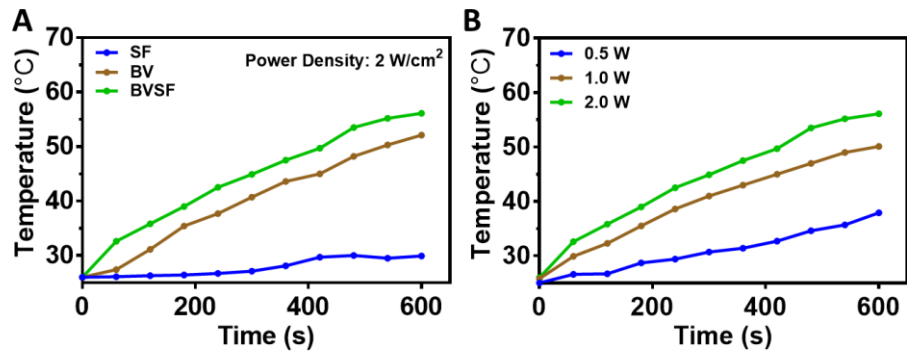 A
70
60
50
40
30
0
200
400
600
Temperature (°C)
Time (s)
SF
BV
BVSF
Power Density: 2 W/cm²
B
70
60
50
40
30
0
200
400
600
Temperature (°C)
Time (s)
0.5 W
1.0 W
2.0 W